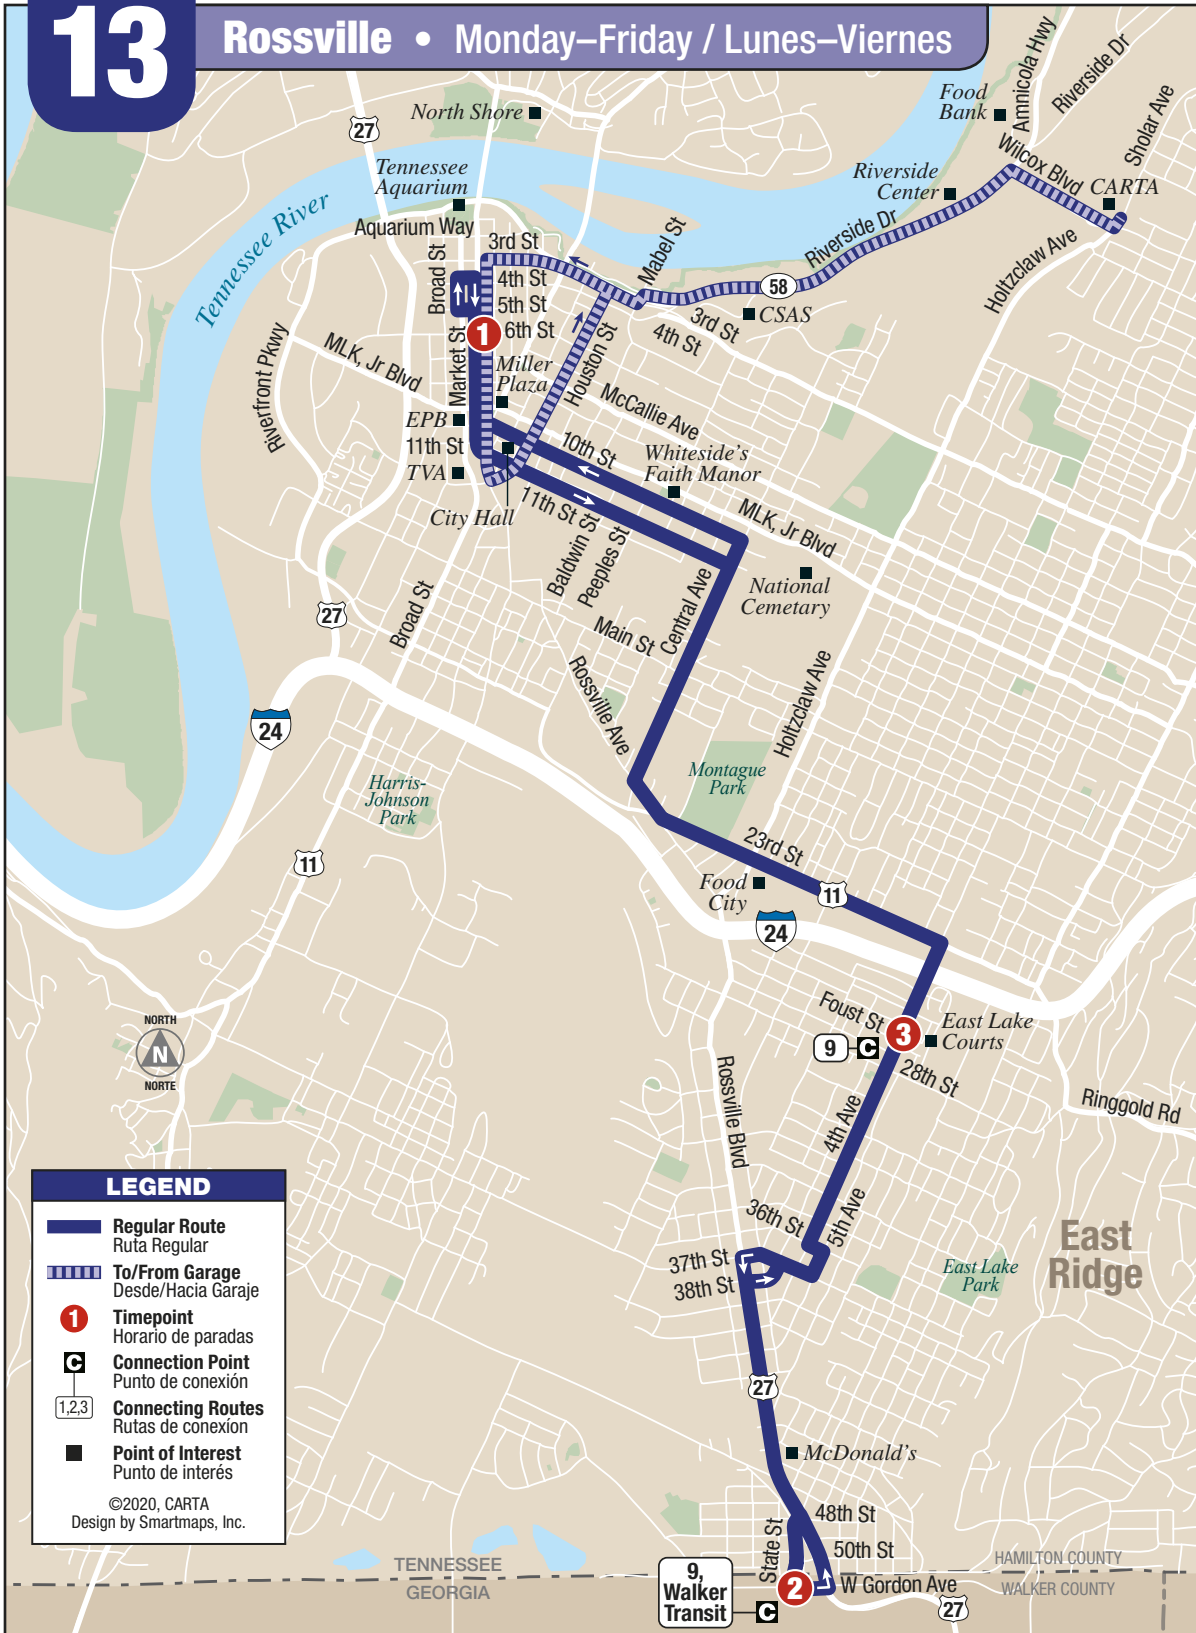 13
Rossville • Monday–Friday / Lunes–Viernes
North Shore
27
Tennessee
Aquarium
Tennessee River
Aquarium Way
Food
Bank
Amnicola Hwy
Riverside Dr
Sholar Ave
Wilcox Blvd
CARTA
Riverside
Center
Riverside Dr
Holtzclaw Ave
Mabel St
58
CSAS
3rd St
4th St
3rd St
4th St
5th St
6th St
Broad St
1
Market St
Miller
Plaza
Houston St
Riverfront Pkwy
MLK, Jr Blvd
EPB
11th St
TVA
City Hall
McCallie Ave
10th St
Whiteside's
Faith Manor
11th St
Baldwin St
Peeples St
MLK, Jr Blvd
National
Cemetary
Central Ave
Main St
27
Broad St
Rossville Ave
Holtzclaw Ave
24
Harris-
Johnson
Park
Montague
Park
11
23rd St
Food
City
11
24
NORTH
N
NORTE
Foust St
3
East Lake
Courts
9
C
28th St
Rossville Blvd
4th Ave
Ringgold Rd
36th St
5th Ave
37th St
38th St
East Lake
Park
East
Ridge
27
McDonald's
48th St
State St
50th St
TENNESSEE
GEORGIA
HAMILTON COUNTY
WALKER COUNTY
9,
Walker
Transit
C
2
W Gordon Ave
27
LEGEND
Regular Route
Ruta Regular
To/From Garage
Desde/Hacia Garaje
1
Timepoint
Horario de paradas
C
Connection Point
Punto de conexión
1,2,3
Connecting Routes
Rutas de conexíon
Point of Interest
Punto de interés
©2020, CARTA
Design by Smartmaps, Inc.